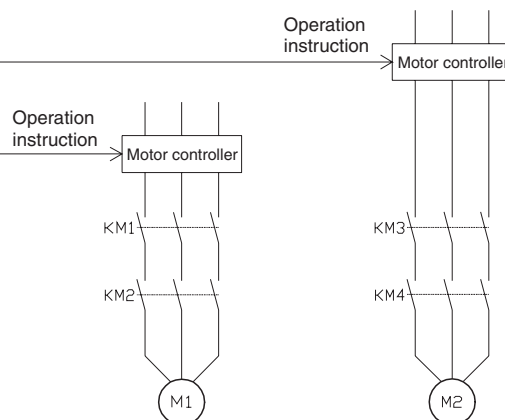 Operation
instruction
Motor controller
Operation
instruction
Motor controller
KM1
KM3
KM2
KM4
M1
M2